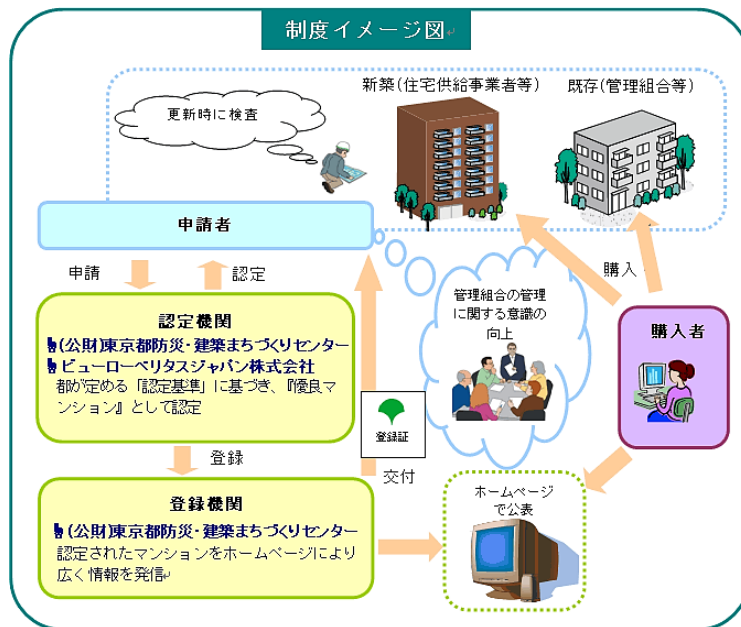 制度イメージ図
新築(住宅供給事業者等)
既存(管理組合等)
更新時に検査
申請者
申請
認定
購入
管理組合の管理
に関する意識の
向上
認定機関
(公財)東京都防災・建築まちづくりセンター
ビューローベリタスジャパン株式会社
都が定める「認定基準」に基づき、『優良マ
ンション』として認定
購入者
登録証
登録
交付
登録機関
(公財)東京都防災・建築まちづくりセンター
認定されたマンションをホームページにより
広く情報を発信
ホームページ
で公表